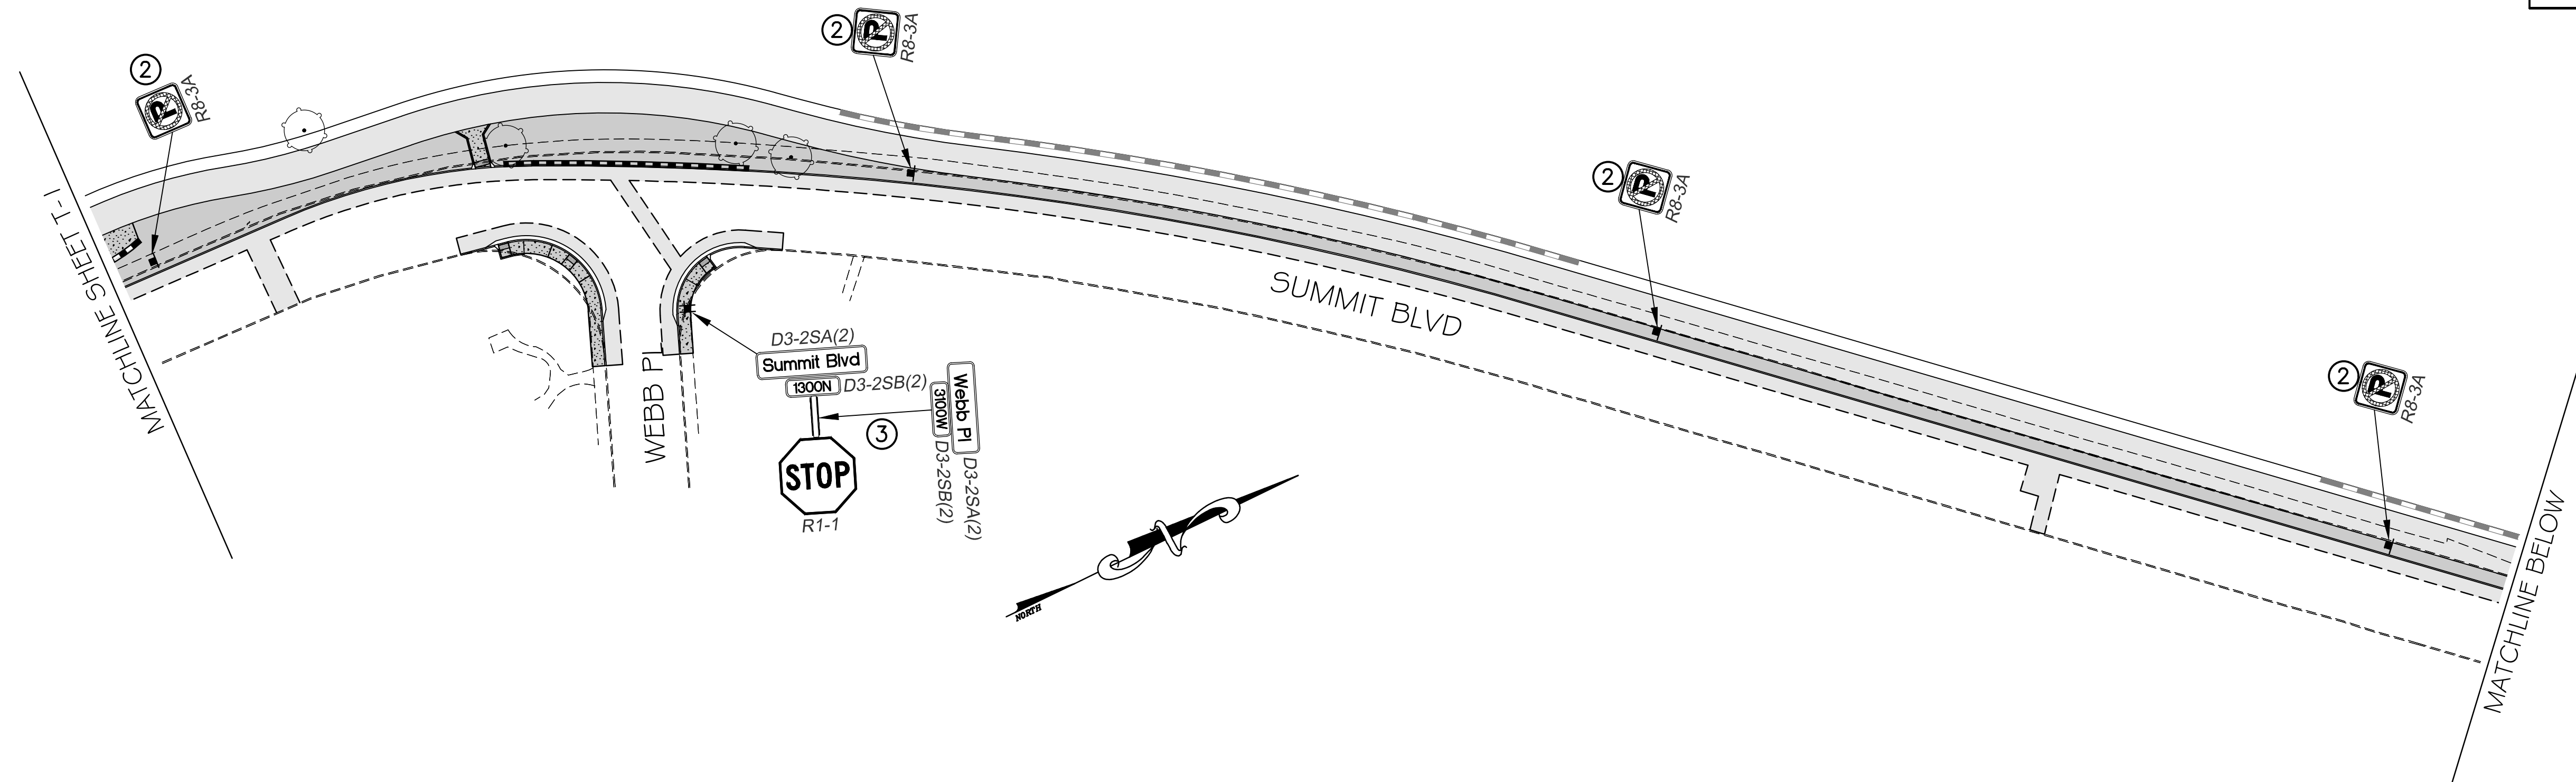 2
R8-3A
2
R8-3A
2
R8-3A
2
R8-3A
MATCHLINE SHEET T-1
SUMMIT BLVD
WEBB PL
D3-2SA(2)
Summit Blvd
1300N
D3-2SB(2)
Webb Pl
3100W
D3-2SA(2)
D3-2SB(2)
3
STOP
R1-1
N
NORTH
MATCHLINE BELOW